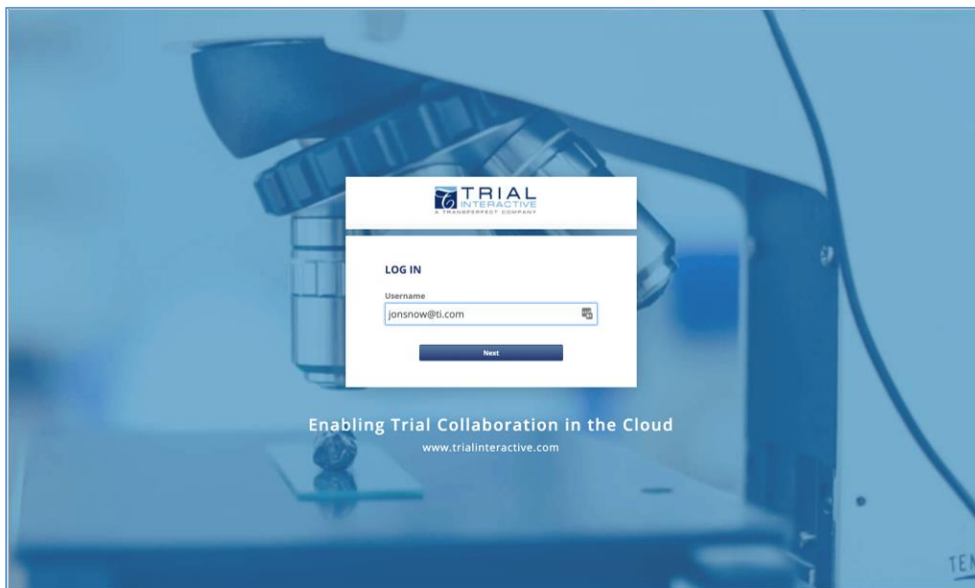 TRIAL
INTERACTIVE
A TRANSPERFECT COMPANY
LOG IN
Username
jonsnow@ti.com
Next
Enabling Trial Collaboration in the Cloud
www.trialinteractive.com